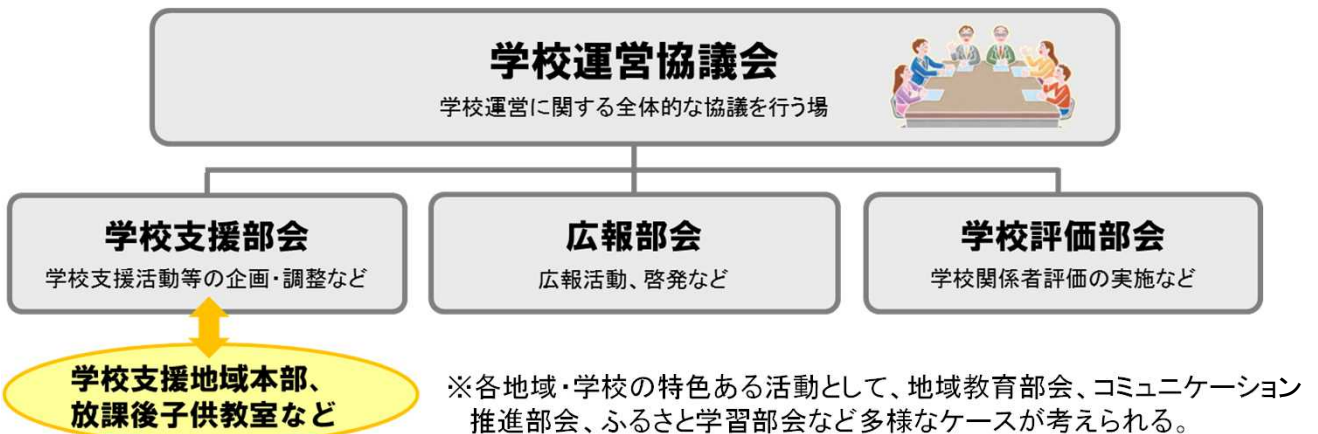 学校運営協議会
学校運営に関する全体的な協議を行う場
学校支援部会
学校支援活動等の企画・調整など
広報部会
広報活動、啓発など
学校評価部会
学校関係者評価の実施など
学校支援地域本部、
放課後子供教室など
※各地域・学校の特色ある活動として、地域教育部会、コミュニケーション
推進部会、ふるさと学習部会など多様なケースが考えられる。